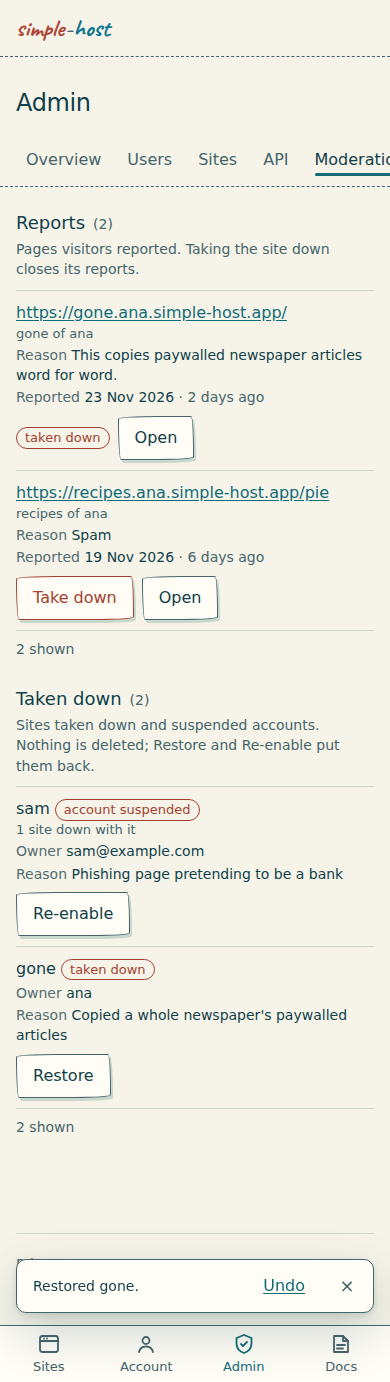 simple-host
Admin
Overview Users Sites API
Reports (2)
Pages visitors reported. Taking the site down
closes its reports.
https://gone.ana.simple-host.app/
gone of ana
Reason This copies paywalled newspaper articles
word for word.
Reported 23 Nov 2026 · 2 days ago
taken down Open
https://recipes.ana.simple-host.app/pie
recipes of ana
Reason Spam
Reported 19 Nov 2026 · 6 days ago
Take down Open
2 shown
Taken down (2)
Sites taken down and suspended accounts.
Nothing is deleted; Restore and Re-enable put
them back.
sam account suspended
1 site down with it
Owner sam@example.com
Reason Phishing page pretending to be a bank
Re-enable
gone taken down
Owner ana
Reason Copied a whole newspaper's paywalled
articles
Restore
2 shown
Restored gone. Undo ×
Sites Account Admin Docs